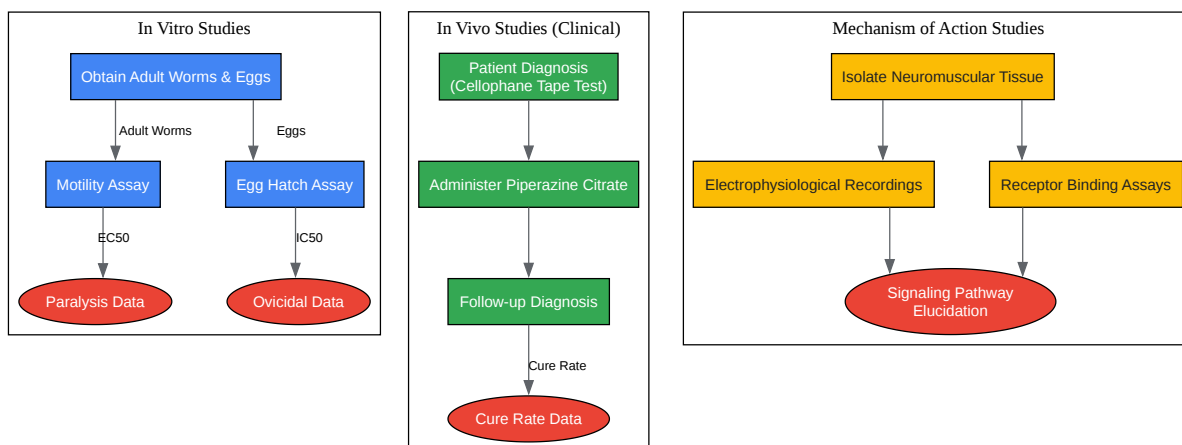 In Vitro Studies
Obtain Adult Worms & Eggs
Adult Worms
Eggs
Motility Assay
Egg Hatch Assay
EC50
IC50
Paralysis Data
Ovicidal Data
In Vivo Studies (Clinical)
Patient Diagnosis
(Cellophane Tape Test)
Administer Piperazine Citrate
Follow-up Diagnosis
Cure Rate
Cure Rate Data
Mechanism of Action Studies
Isolate Neuromuscular Tissue
Electrophysiological Recordings
Receptor Binding Assays
Signaling Pathway
Elucidation